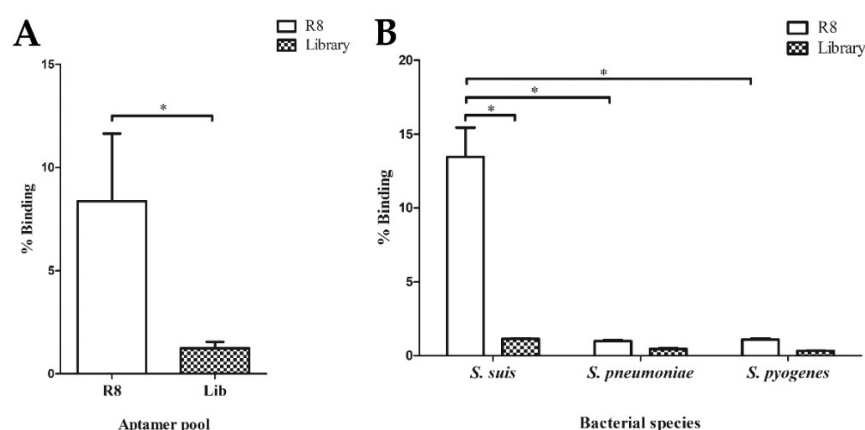 A
R8
Library
15
*
10
% Binding
5
0
R8 Lib
Aptamer pool
B
R8
Library
20
*
*
*
15
% Binding
10
5
0
S. suis S. pneumoniae S. pyogenes
Bacterial species